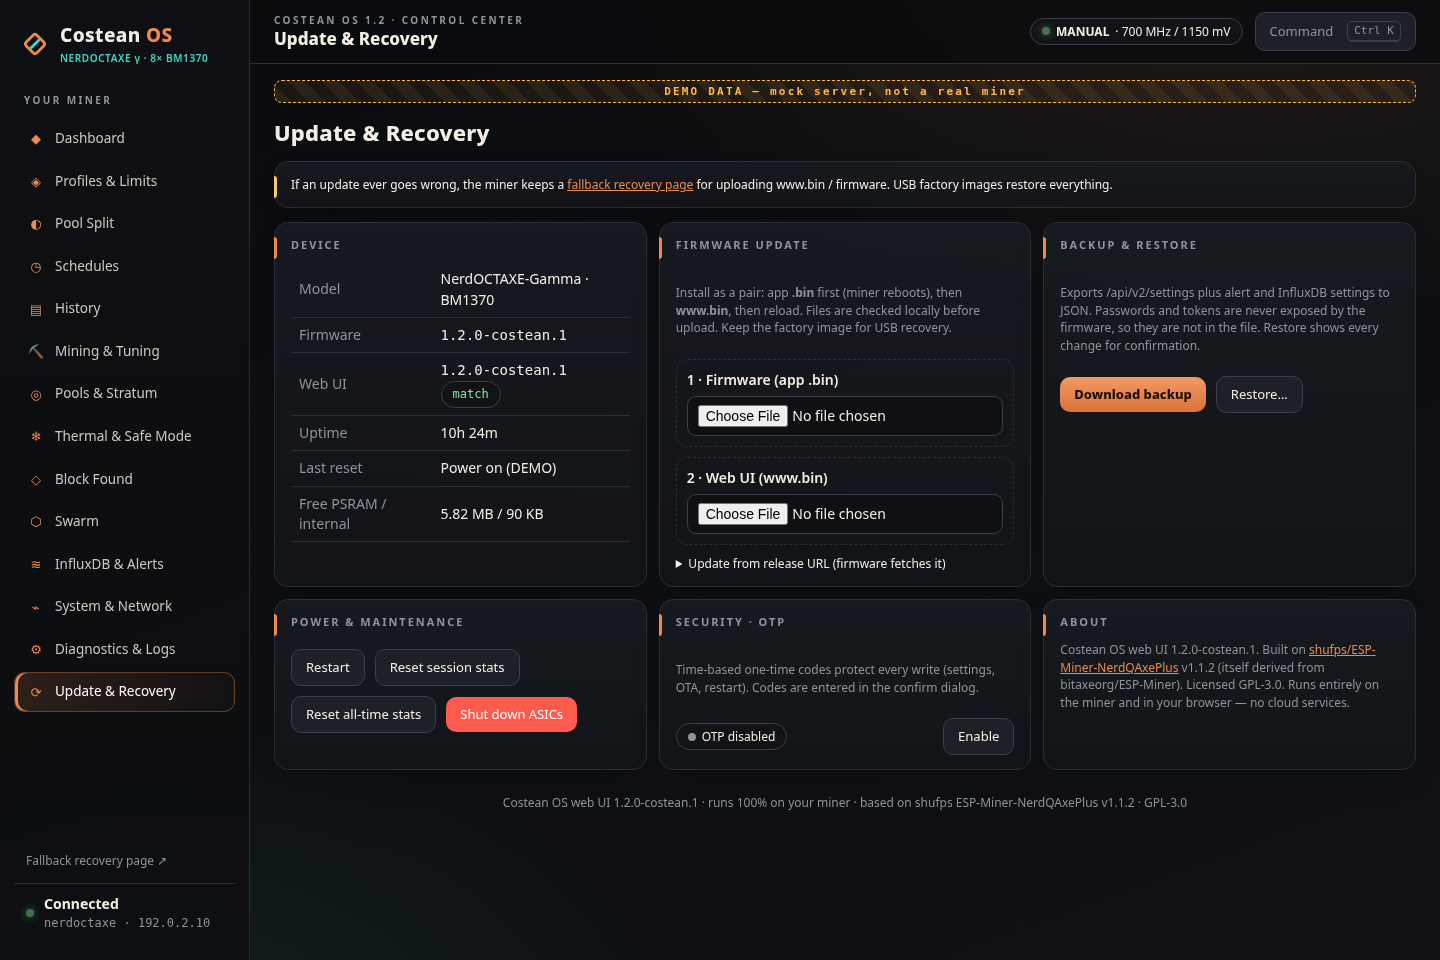 Costean OS
NERDOCTAXE γ · 8× BM1370
YOUR MINER
Dashboard
Profiles & Limits
Pool Split
Schedules
History
Mining & Tuning
Pools & Stratum
Thermal & Safe Mode
Block Found
Swarm
InfluxDB & Alerts
System & Network
Diagnostics & Logs
Update & Recovery
Fallback recovery page ↗
Connected
nerdoctaxe · 192.0.2.10
COSTEAN OS 1.2 · CONTROL CENTER
Update & Recovery
MANUAL · 700 MHz / 1150 mV
Command Ctrl K
DEMO DATA — mock server, not a real miner
Update & Recovery
If an update ever goes wrong, the miner keeps a fallback recovery page for uploading www.bin / firmware. USB factory images restore everything.
DEVICE
Model NerdOCTAXE-Gamma ·
BM1370
Firmware 1.2.0-costean.1
Web UI 1.2.0-costean.1
match
Uptime 10h 24m
Last reset Power on (DEMO)
Free PSRAM /
internal 5.82 MB / 90 KB
FIRMWARE UPDATE
Install as a pair: app .bin first (miner reboots), then
www.bin, then reload. Files are checked locally before
upload. Keep the factory image for USB recovery.
1 · Firmware (app .bin)
Choose File No file chosen
2 · Web UI (www.bin)
Choose File No file chosen
Update from release URL (firmware fetches it)
BACKUP & RESTORE
Exports /api/v2/settings plus alert and InfluxDB settings to
JSON. Passwords and tokens are never exposed by the
firmware, so they are not in the file. Restore shows every
change for confirmation.
Download backup Restore...
POWER & MAINTENANCE
Restart Reset session stats
Reset all-time stats Shut down ASICs
SECURITY · OTP
Time-based one-time codes protect every write (settings,
OTA, restart). Codes are entered in the confirm dialog.
OTP disabled Enable
ABOUT
Costean OS web UI 1.2.0-costean.1. Built on shufps/ESP-
Miner-NerdQAxePlus v1.1.2 (itself derived from
bitaxeorg/ESP-Miner). Licensed GPL-3.0. Runs entirely on
the miner and in your browser — no cloud services.
Costean OS web UI 1.2.0-costean.1 · runs 100% on your miner · based on shufps ESP-Miner-NerdQAxePlus v1.1.2 · GPL-3.0